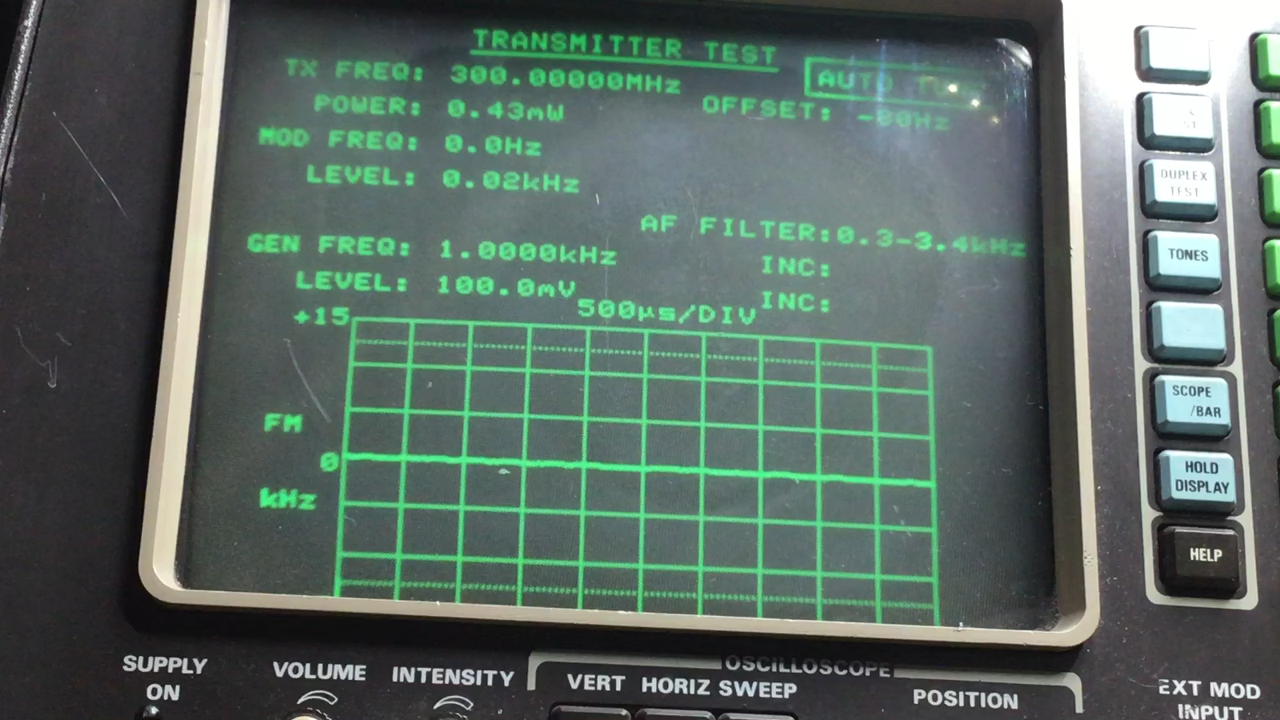 TRANSMITTER TEST
TX FREQ: 300.00000MHz
AUTO
POWER: 0.43mW
OFFSET: -80Hz
MOD FREQ: 0.0Hz
LEVEL: 0.02kHz
AF FILTER:0.3-3.4kHz
GEN FREQ: 1.0000kHz
INC:
LEVEL: 100.0mV
INC:
500µs/DIV
+15
FM
0
kHz
DUPLEX
TEST
TONES
SCOPE
/BAR
HOLD
DISPLAY
HELP
SUPPLY
ON
VOLUME
INTENSITY
OSCILLOSCOPE
VERT HORIZ SWEEP
POSITION
EXT MOD
INPUT